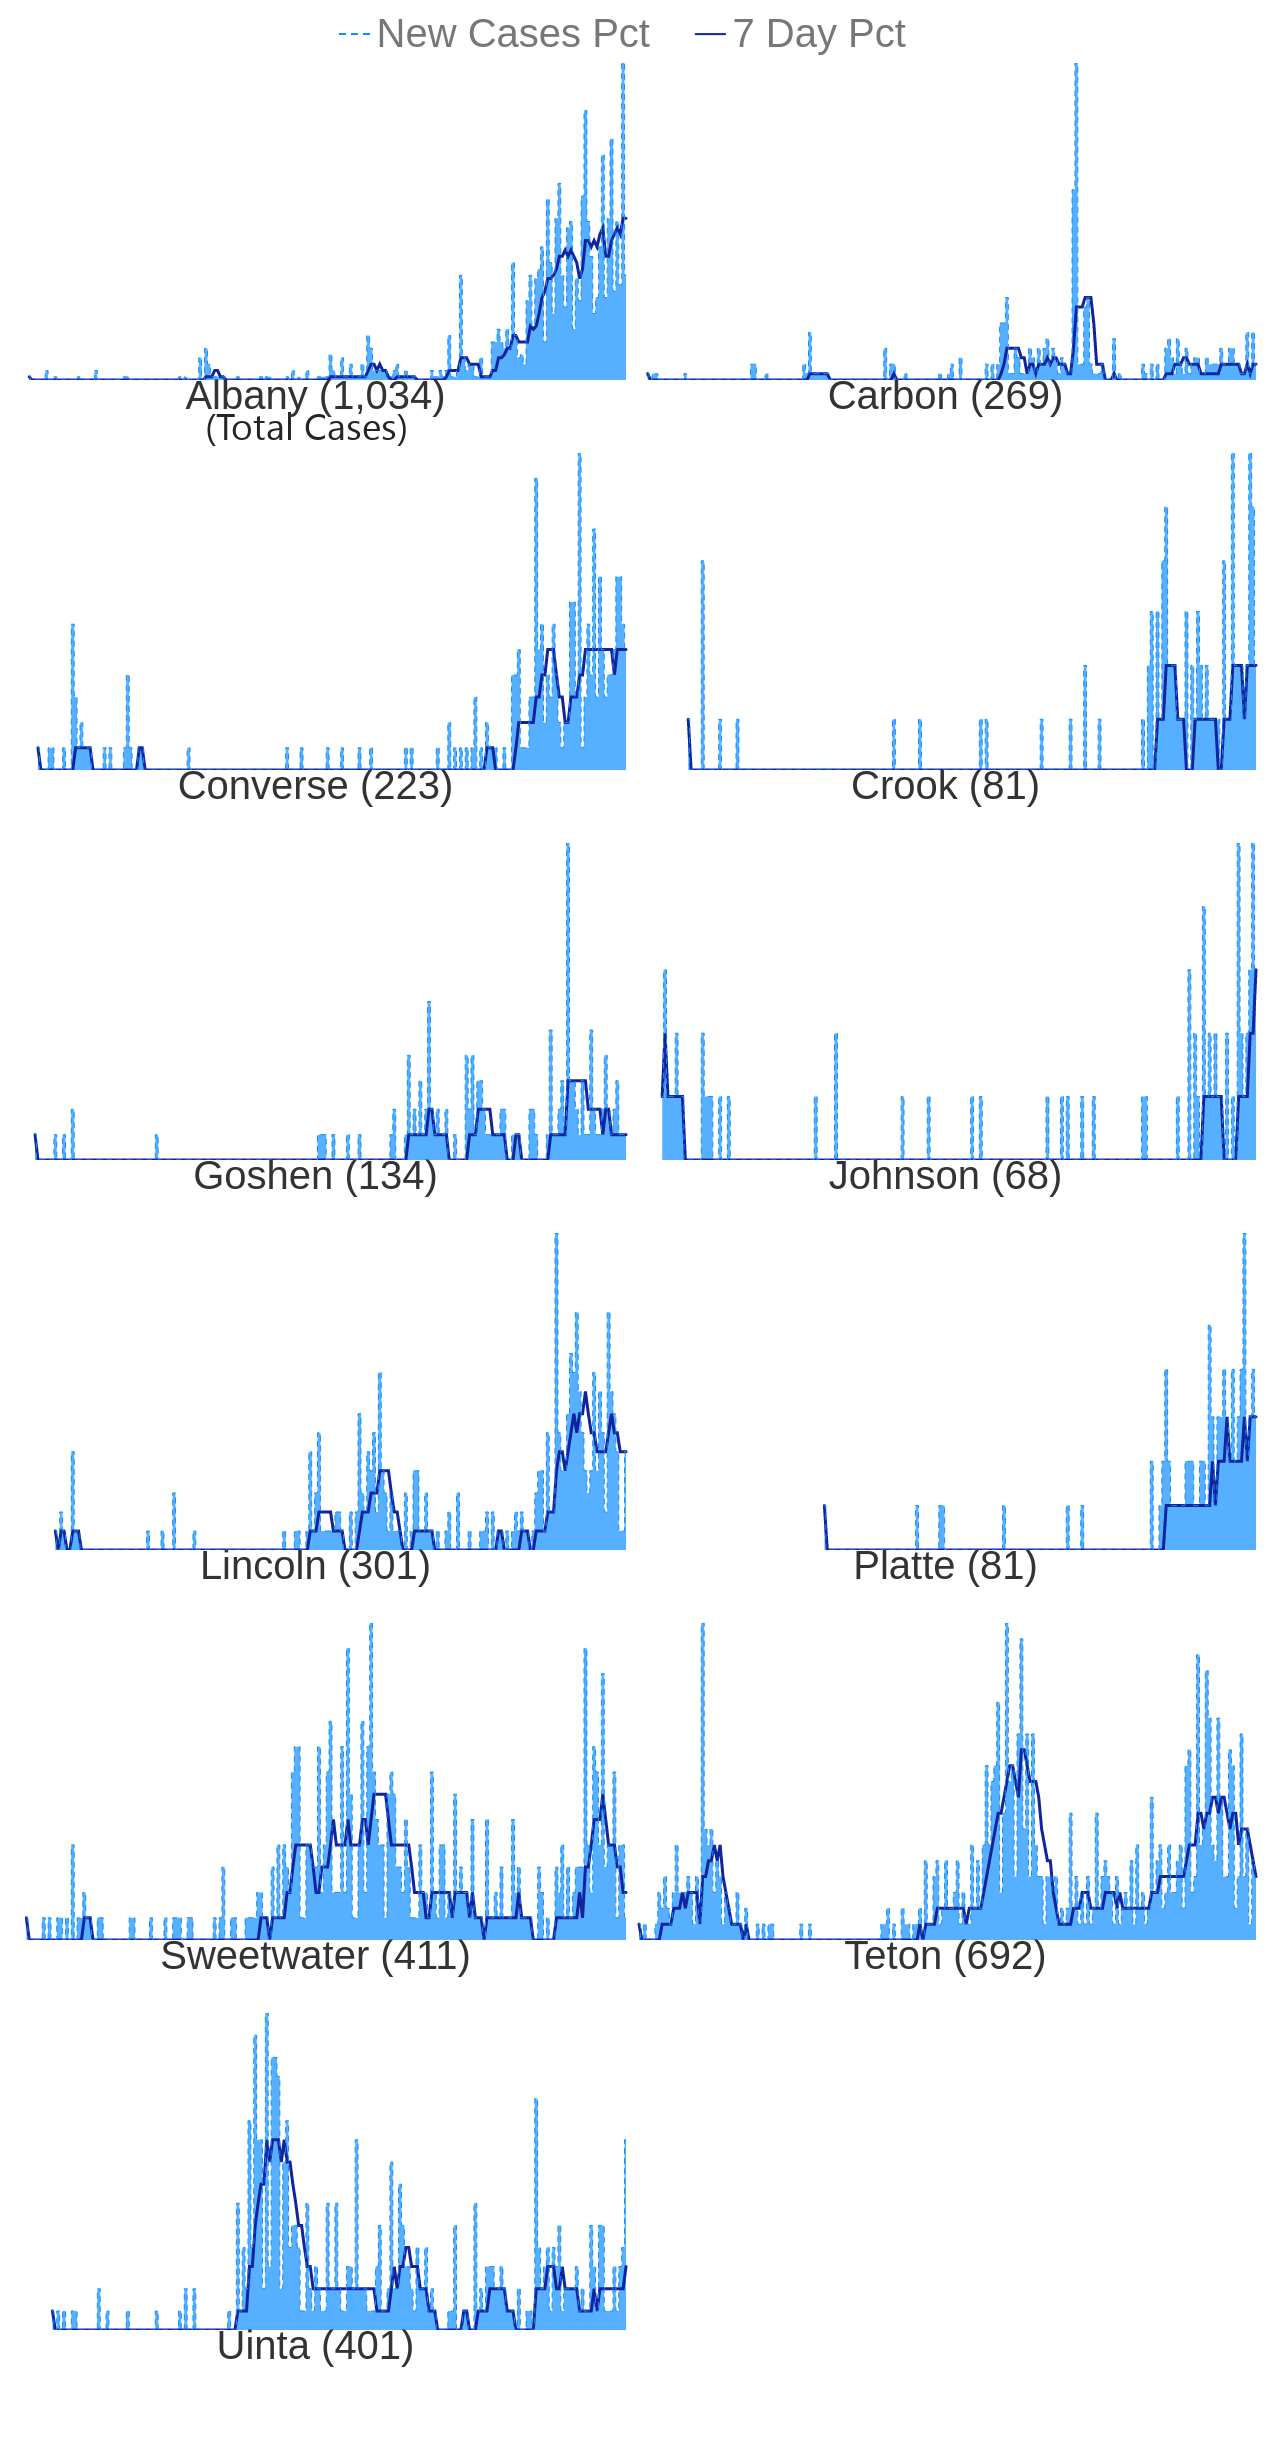 New Cases Pct 7 Day Pct
Albany (1,034) Carbon (269)
(Total Cases)
Converse (223) Crook (81)
Goshen (134) Johnson (68)
Lincoln (301) Platte (81)
Sweetwater (411) Teton (692)
Uinta (401)